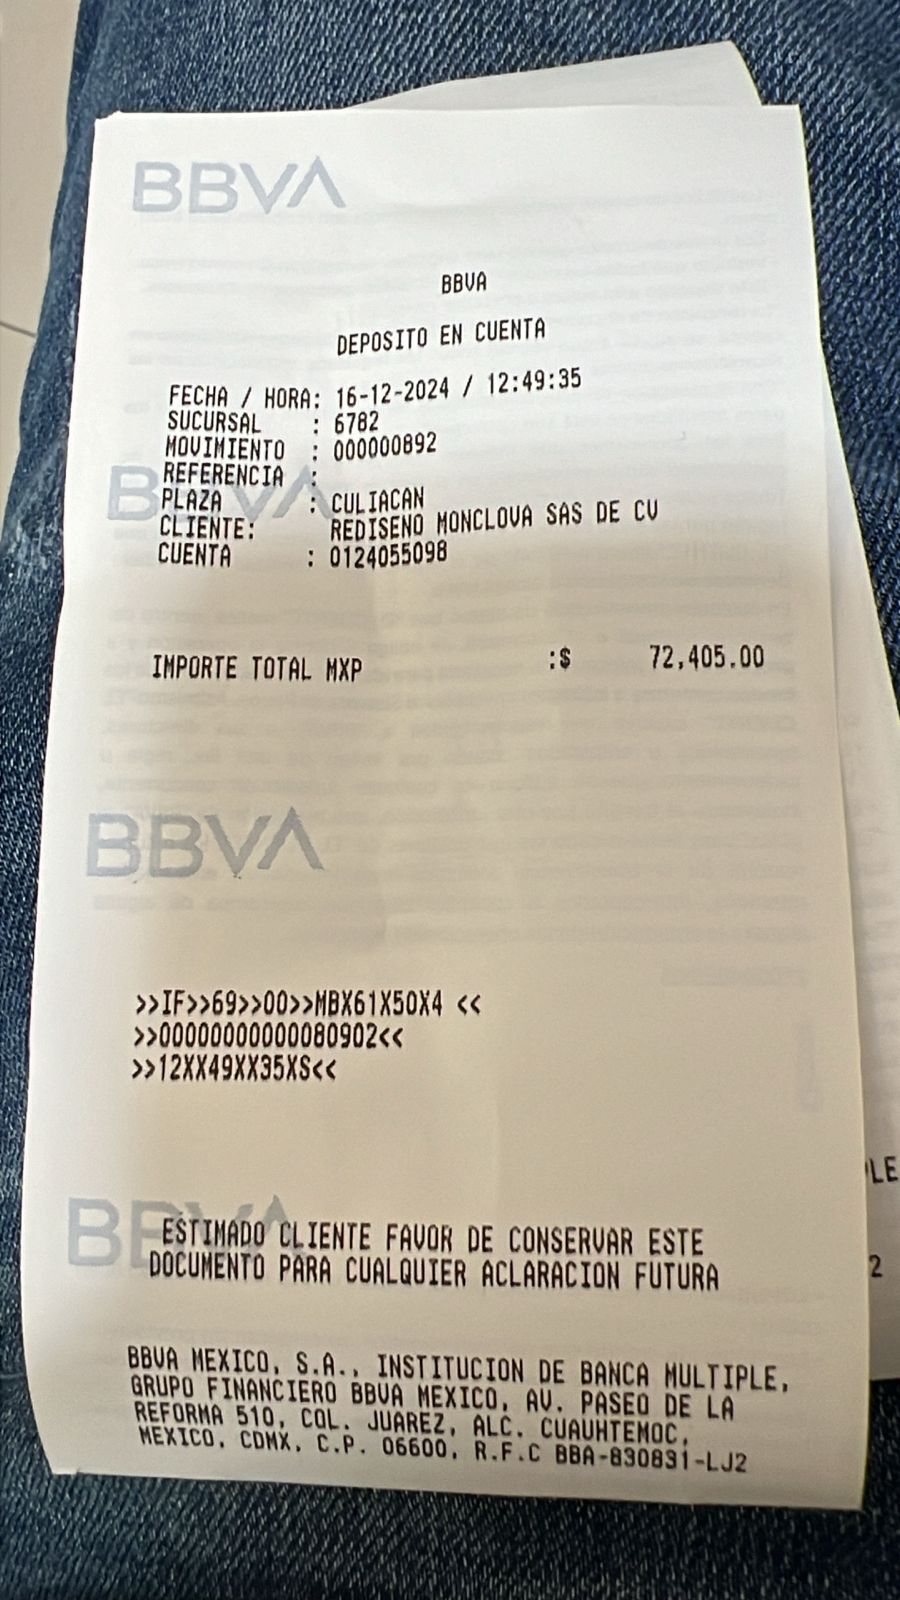 BBVA
BBVA
DEPOSITO EN CUENTA
FECHA / HORA: 16-12-2024 / 12:49:35
SUCURSAL : 6782
MOVIMIENTO : 000000892
REFERENCIA :
BBVA
PLAZA : CULIACAN
CLIENTE: REDISENO MONCLOVA SAS DE CV
CUENTA : 0124055098
IMPORTE TOTAL MXP :$ 72,405.00
BBVA
>>IF>>69>>00>>MBX61X50X4 <<
>>00000000000080902<<
>>12XX49XX35XS<<
BBVA
ESTIMADO CLIENTE FAVOR DE CONSERVAR ESTE
DOCUMENTO PARA CUALQUIER ACLARACION FUTURA
BBVA MEXICO, S.A., INSTITUCION DE BANCA MULTIPLE,
GRUPO FINANCIERO BBVA MEXICO, AV. PASEO DE LA
REFORMA 510, COL. JUAREZ, ALC. CUAUHTEMOC,
MEXICO, CDMX, C.P. 06600, R.F.C BBA-830831-LJ2
PLE
2